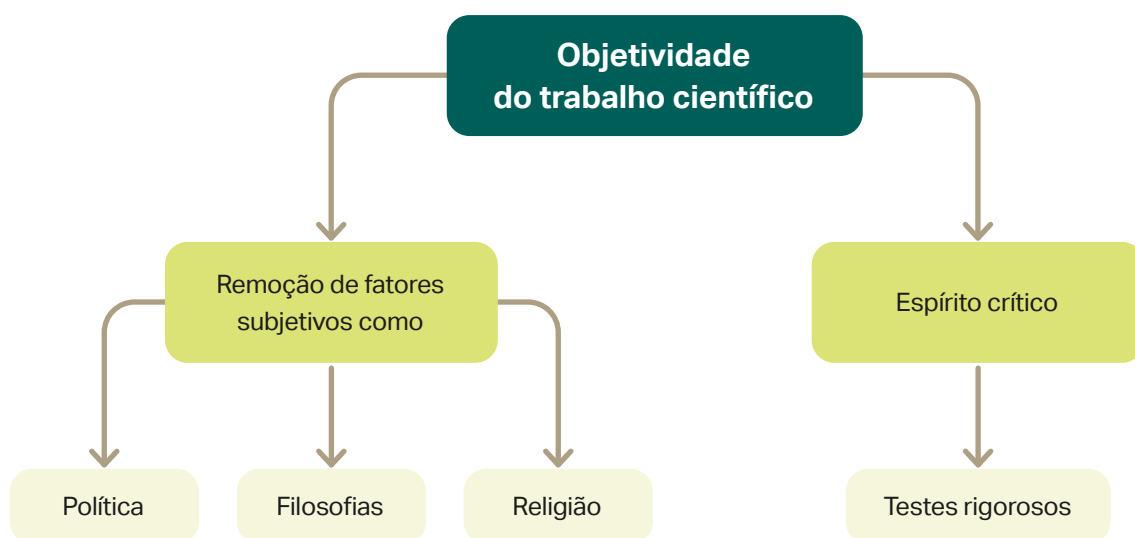 Objetividade
do trabalho científico
Remoção de fatores
subjetivos como
Espírito crítico
Política
Filosofias
Religião
Testes rigorosos